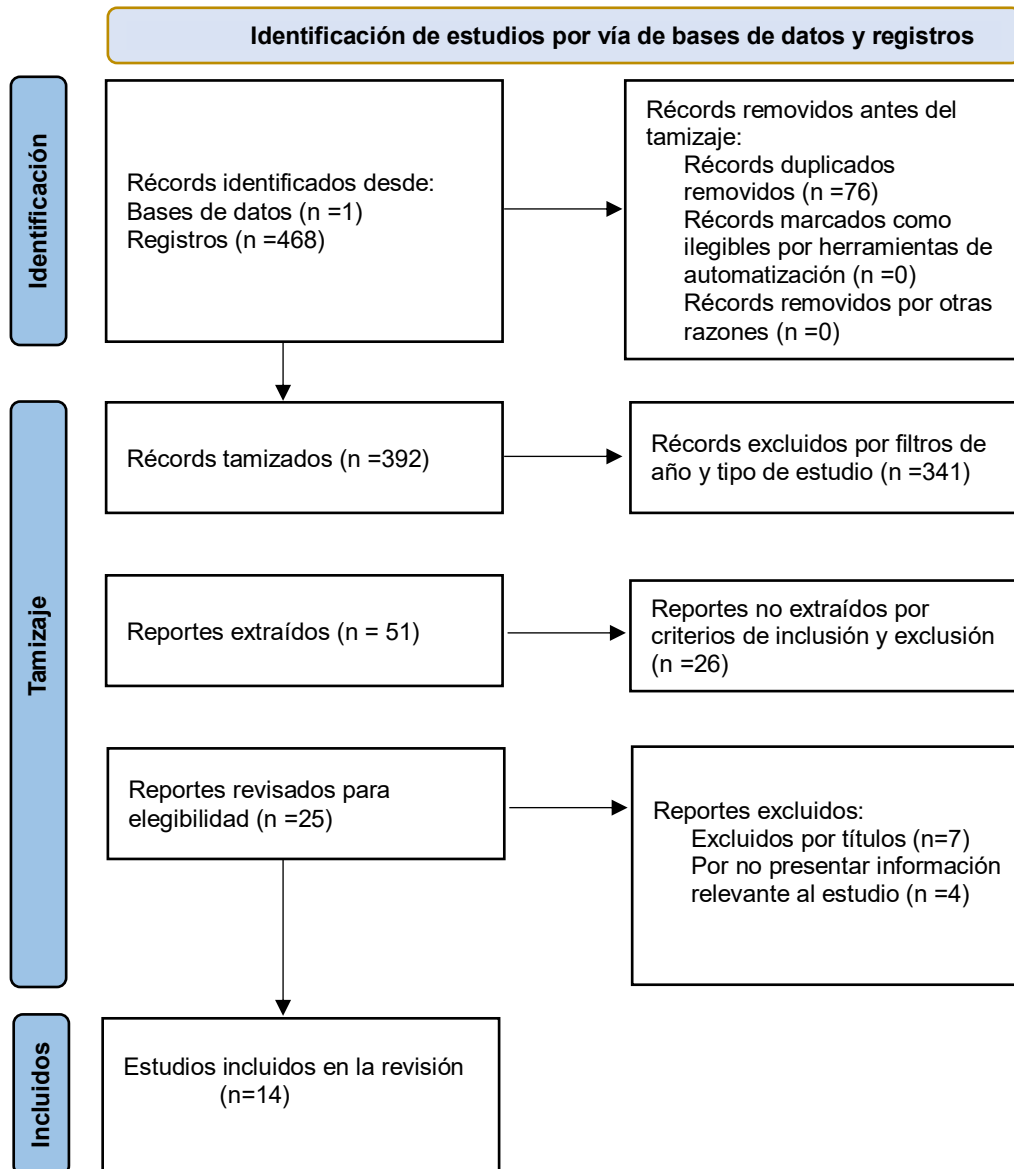 Identificación de estudios por vía de bases de datos y registros
Identificación
Récords identificados desde:
Bases de datos (n =1)
Registros (n =468)
Récords removidos antes del
tamizaje:
Récords duplicados
removidos (n =76)
Récords marcados como
ilegibles por herramientas de
automatización (n =0)
Récords removidos por otras
razones (n =0)
Tamizaje
Récords tamizados (n =392)
Récords excluidos por filtros de
año y tipo de estudio (n =341)
Reportes extraídos (n = 51)
Reportes no extraídos por
criterios de inclusión y exclusión
(n =26)
Reportes revisados para
elegibilidad (n =25)
Reportes excluidos:
Excluidos por títulos (n=7)
Por no presentar información
relevante al estudio (n =4)
Incluidos
Estudios incluidos en la revisión
(n=14)